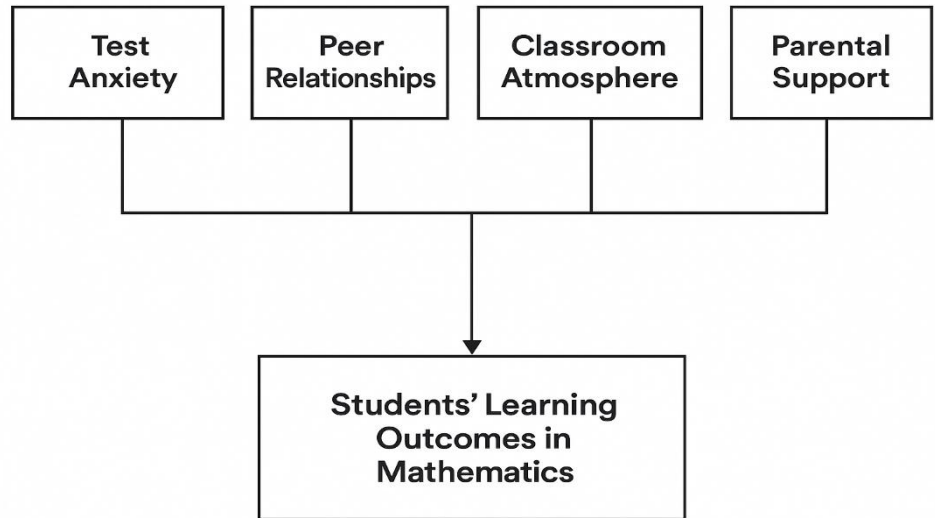 Test
Anxiety
Peer
Relationships
Classroom
Atmosphere
Parental
Support
Students’ Learning
Outcomes in
Mathematics